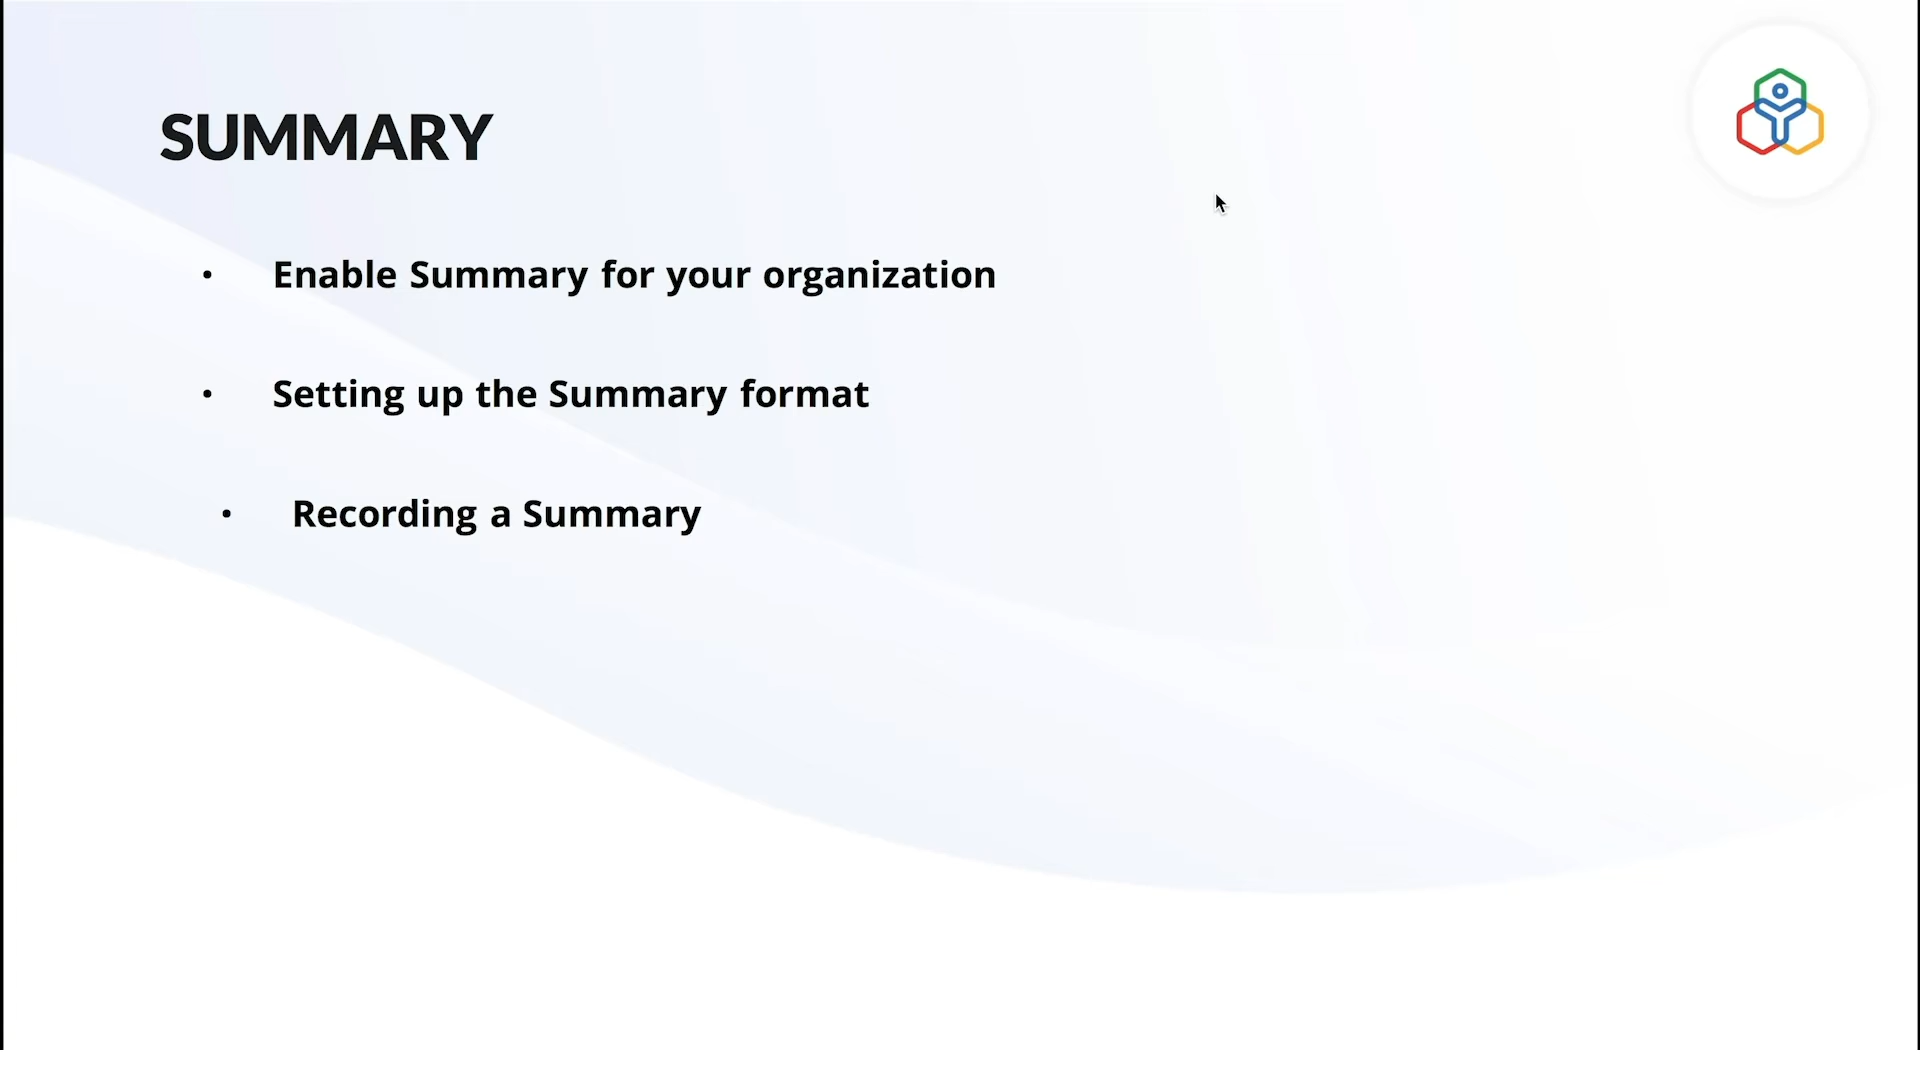 SUMMARY
• Enable Summary for your organization
• Setting up the Summary format
• Recording a Summary